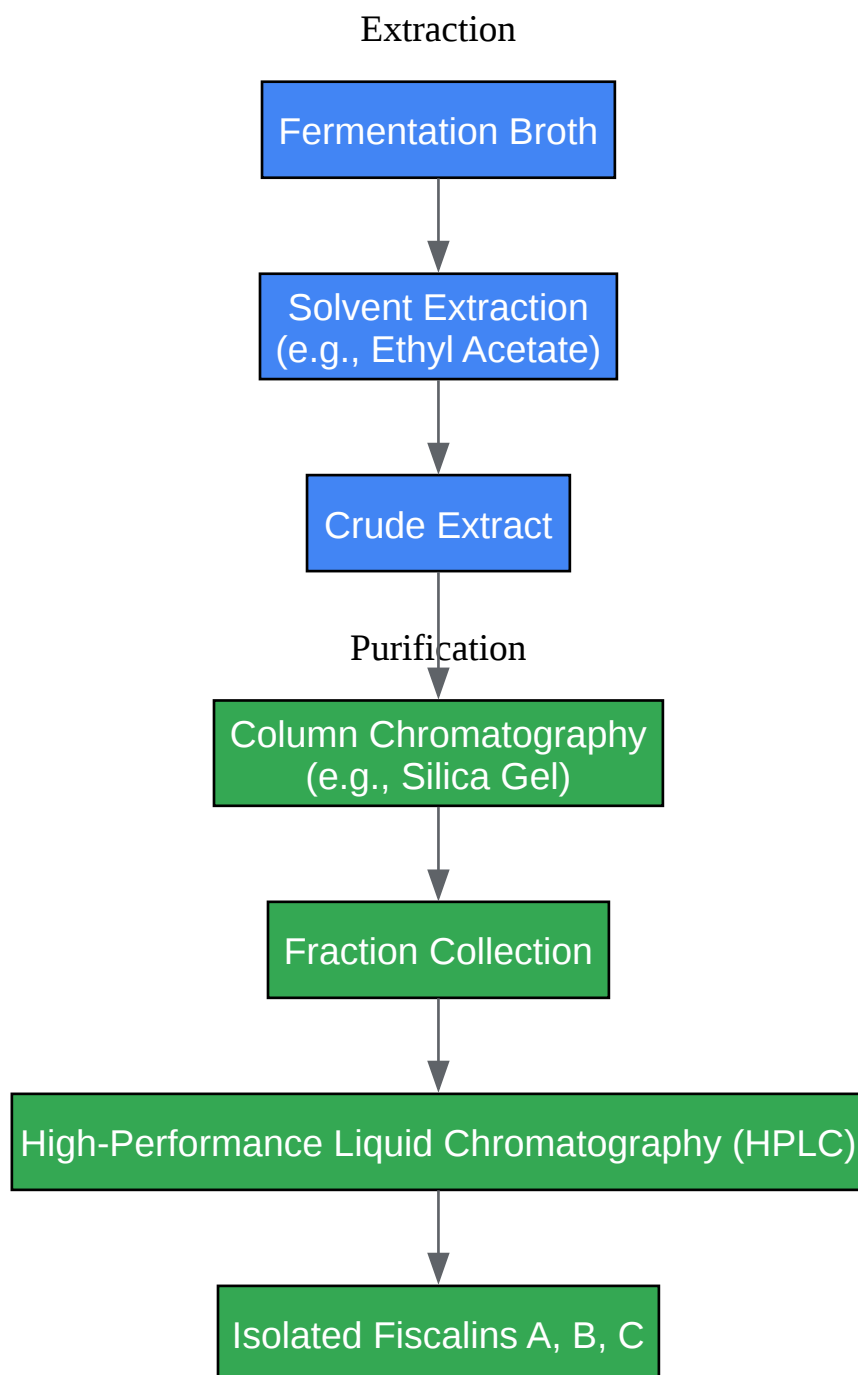 Extraction
Fermentation Broth
Solvent Extraction
(e.g., Ethyl Acetate)
Crude Extract
Purification
Column Chromatography
(e.g., Silica Gel)
Fraction Collection
High-Performance Liquid Chromatography (HPLC)
Isolated Fiscalins A, B, C